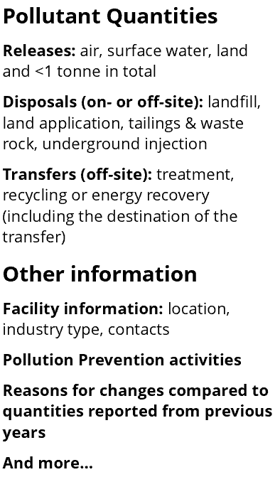 Pollutant Quantities
Releases: air, surface water, land
and <1 tonne in total
Disposals (on- or off-site): landfill,
land application, tailings & waste
rock, underground injection
Transfers (off-site): treatment,
recycling or energy recovery
(including the destination of the
transfer)
Other information
Facility information: location,
industry type, contacts
Pollution Prevention activities
Reasons for changes compared to
quantities reported from previous
years
And more...